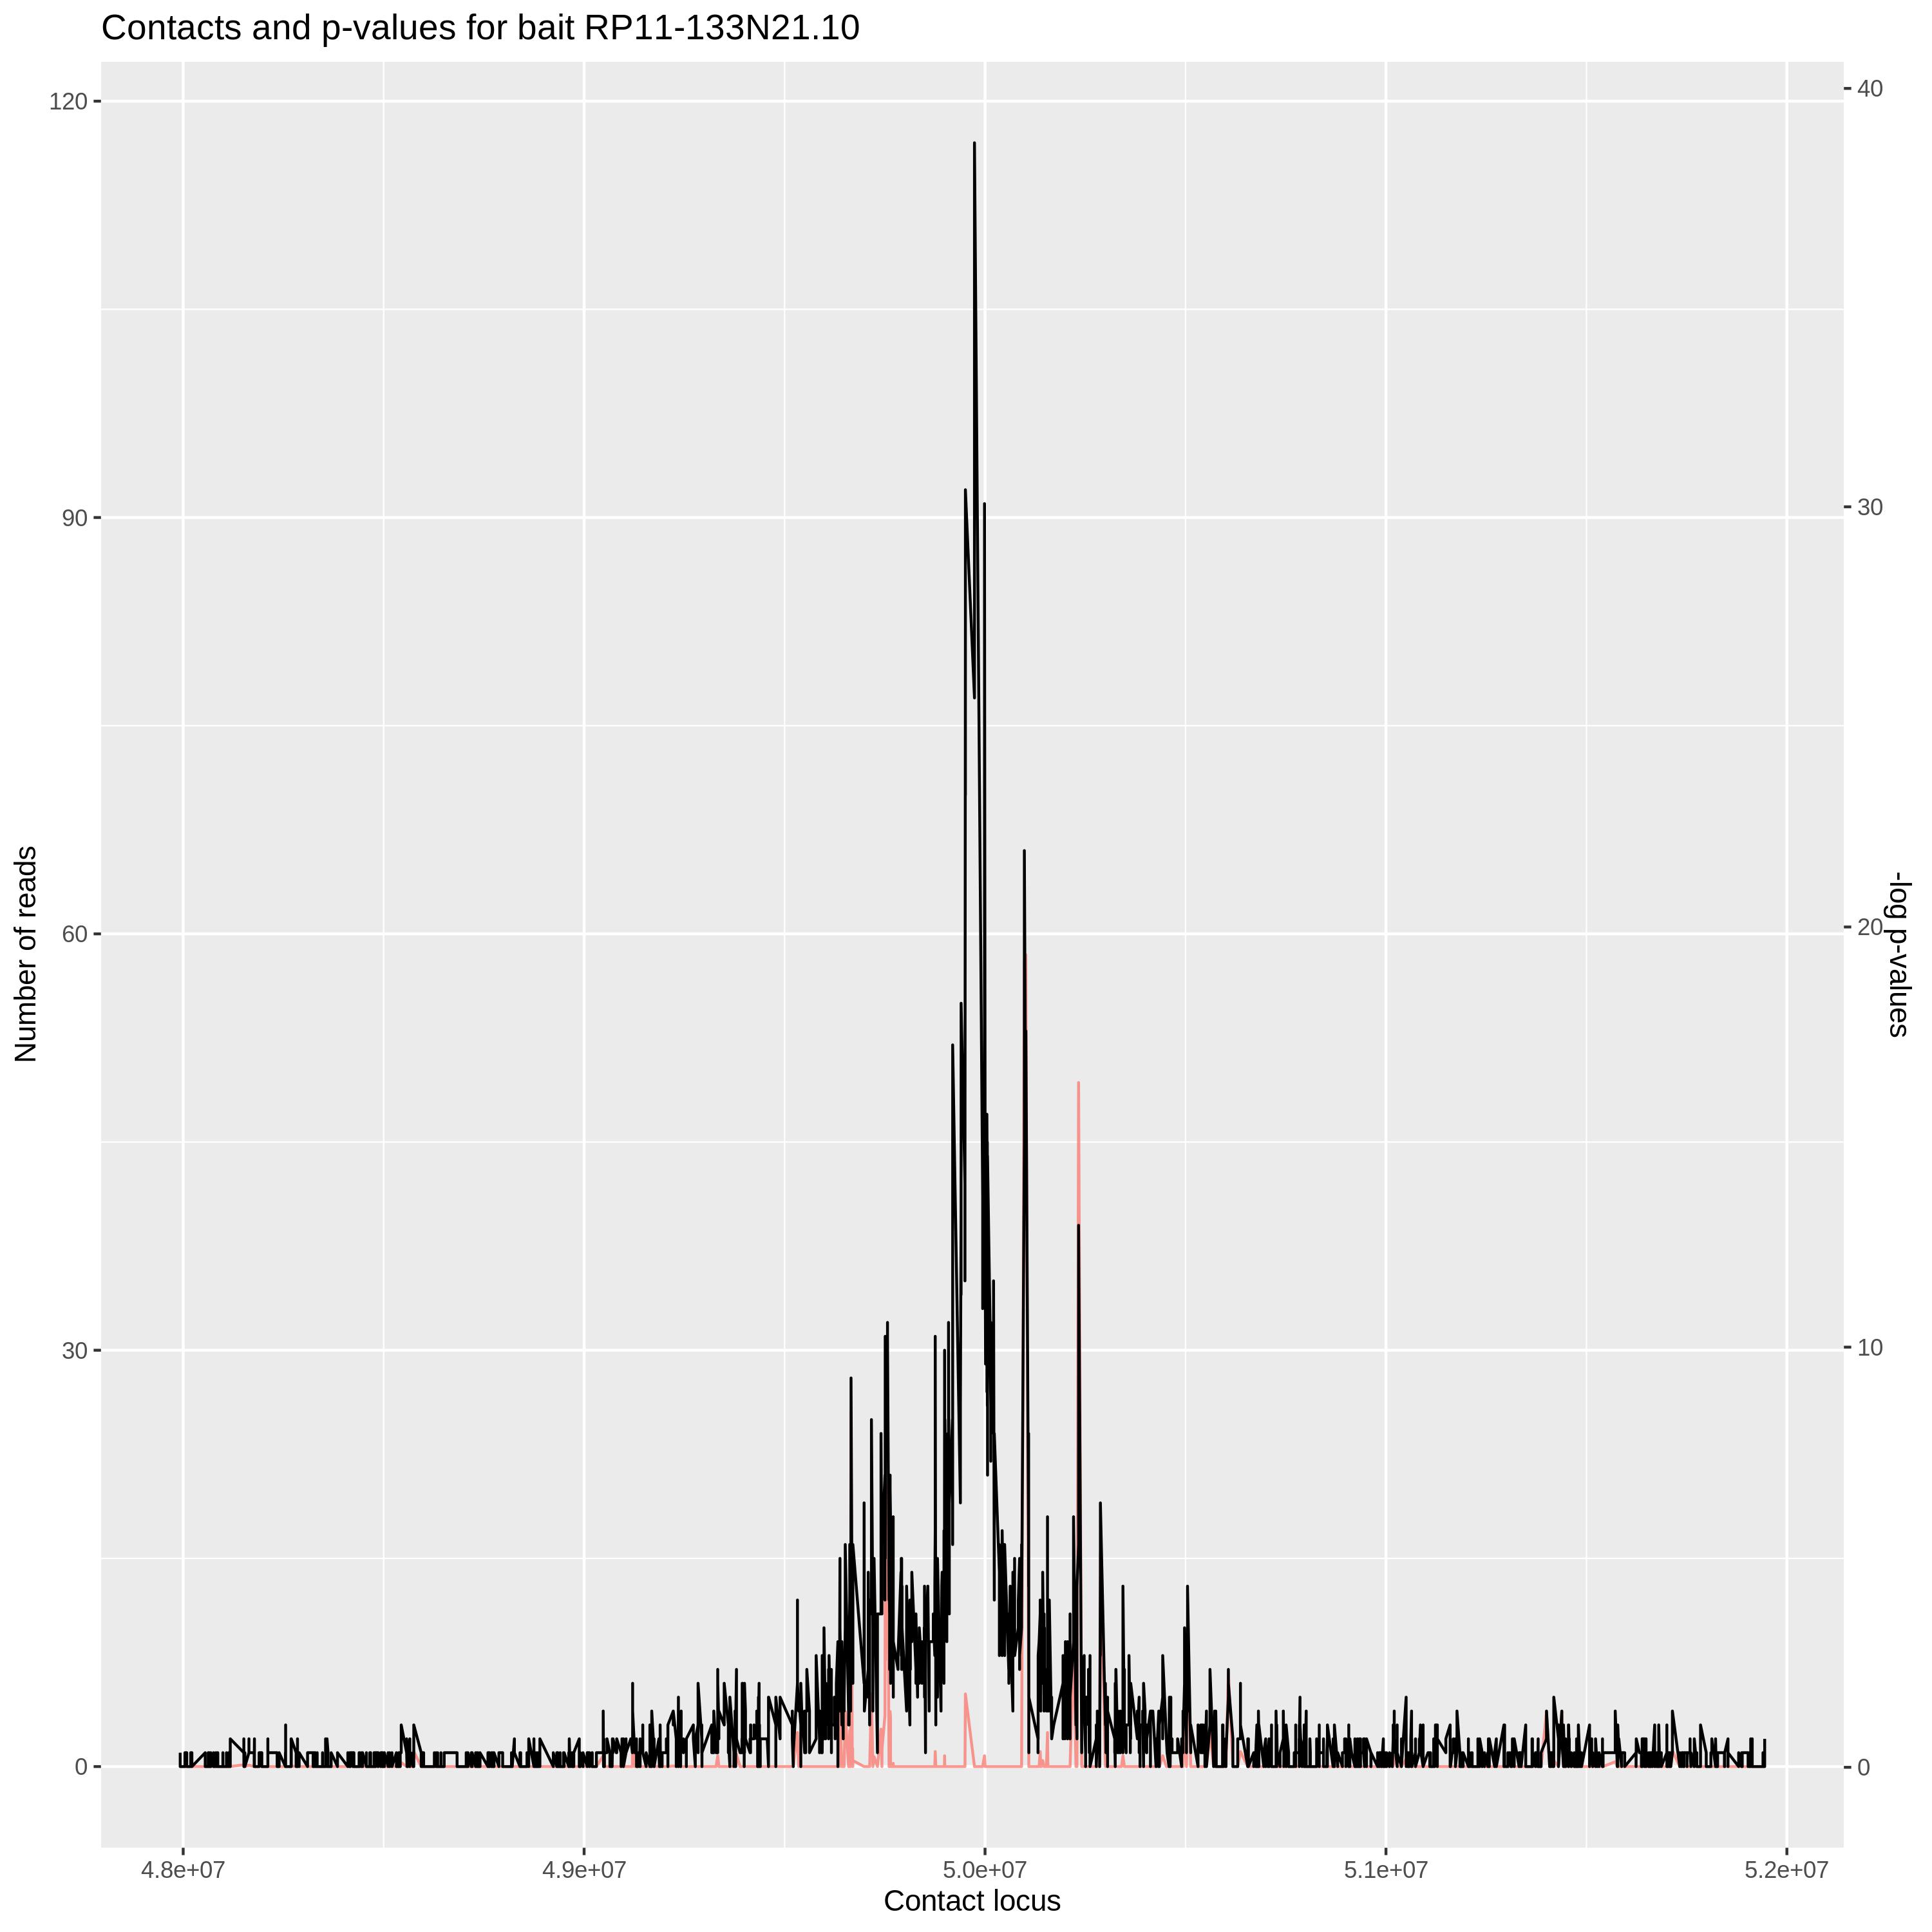 Contacts and p-values for bait RP11-133N21.10
120
90
60
30
0
40
30
20
10
0
Number of reads
-log p-values
4.8e+07 4.9e+07 5.0e+07 5.1e+07 5.2e+07
Contact locus